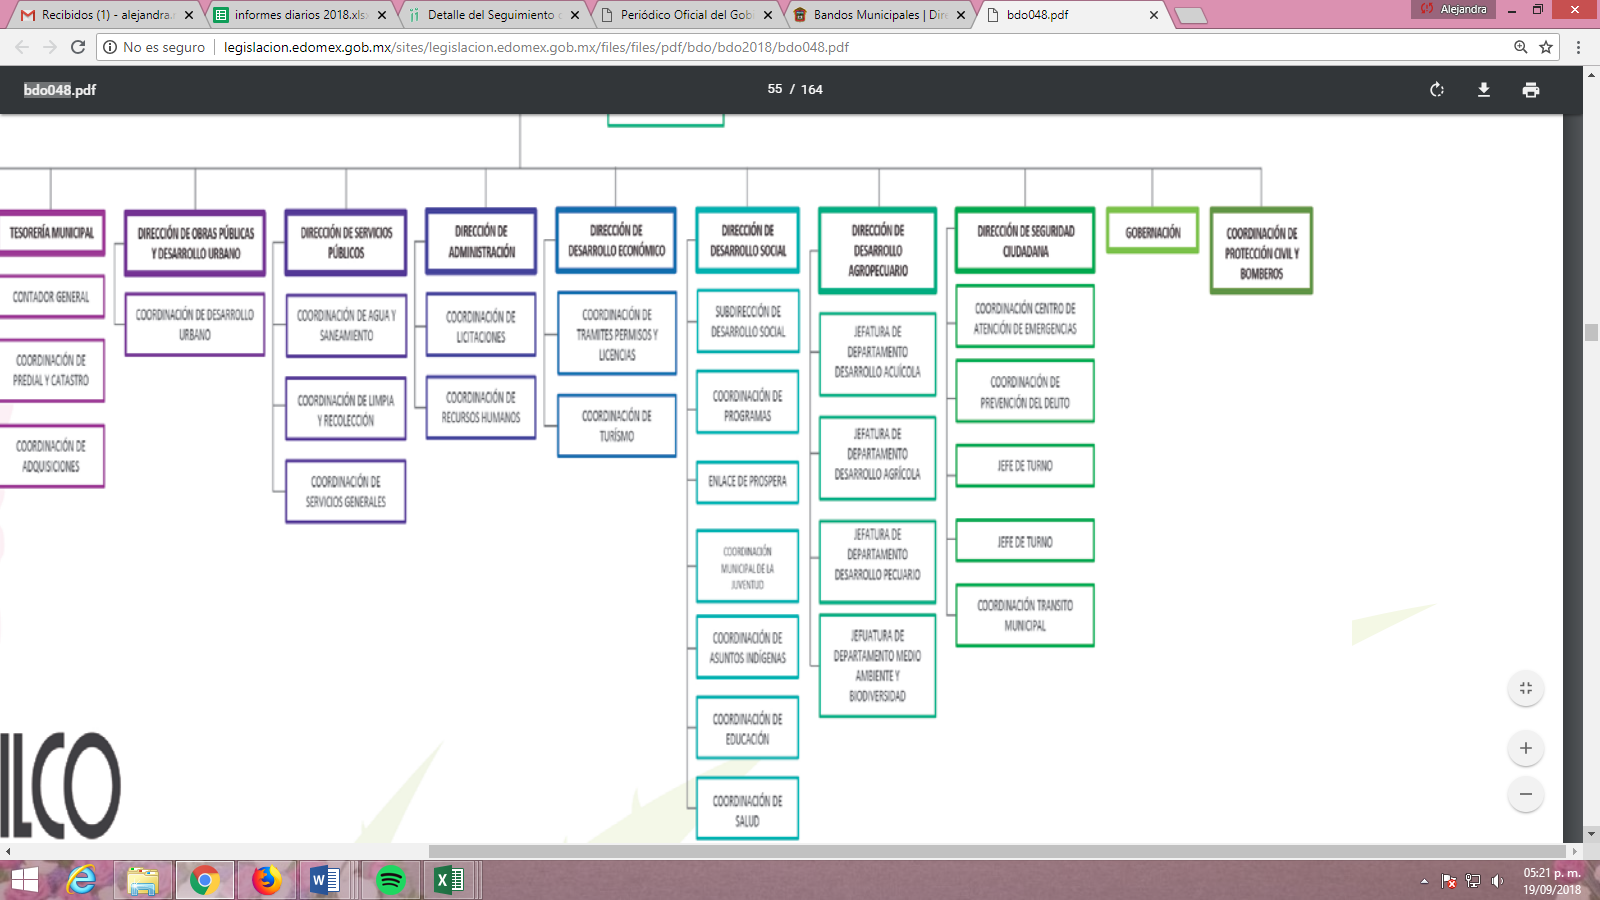 Recibidos (1) - alejandra.
informes diarios 2018.xls
Detalle del Seguimiento
Periódico Oficial del Gob
Bandos Municipales | Dire
bdo048.pdf
Alejandra
No es seguro
legislacion.edomex.gob.mx/sites/legislacion.edomex.gob.mx/files/files/pdf/bdo/bdo2018/bdo048.pdf
bdo048.pdf
55 / 164
TESORERÍA MUNICIPAL
CONTADOR GENERAL
COORDINACIÓN DE
PREDIAL Y CATASTRO
COORDINACIÓN DE
ADQUISICIONES
DIRECCIÓN DE OBRAS PÚBLICAS
Y DESARROLLO URBANO
COORDINACIÓN DE DESARROLLO
URBANO
DIRECCIÓN DE SERVICIOS
PÚBLICOS
COORDINACIÓN DE AGUA Y
SANEAMIENTO
COORDINACIÓN DE LIMPIA
Y RECOLECCIÓN
COORDINACIÓN DE
SERVICIOS GENERALES
DIRECCIÓN DE
ADMINISTRACIÓN
COORDINACIÓN DE
LICITACIONES
COORDINACIÓN DE
RECURSOS HUMANOS
DIRECCIÓN DE
DESARROLLO ECONÓMICO
COORDINACIÓN DE
TRAMITES PERMISOS Y
LICENCIAS
COORDINACIÓN DE
TURÍSMO
DIRECCIÓN DE
DESARROLLO SOCIAL
SUBDIRECCIÓN DE
DESARROLLO SOCIAL
COORDINACIÓN DE
PROGRAMAS
ENLACE DE PROSPERA
COORDINACIÓN
MUNICIPAL DE LA
JUVENTUD
COORDINACIÓN DE
ASUNTOS INDÍGENAS
COORDINACIÓN DE
EDUCACIÓN
COORDINACIÓN DE
SALUD
DIRECCIÓN DE
DESARROLLO
AGROPECUARIO
JEFATURA DE
DEPARTAMENTO
DESARROLLO ACUÍCOLA
JEFATURA DE
DEPARTAMENTO
DESARROLLO AGRÍCOLA
JEFATURA DE
DEPARTAMENTO
DESARROLLO PECUARIO
JEFUATURA DE
DEPARTAMENTO MEDIO
AMBIENTE Y
BIODIVERSIDAD
DIRECCIÓN DE SEGURIDAD
CIUDADANA
COORDINACIÓN CENTRO DE
ATENCIÓN DE EMERGENCIAS
COORDINACIÓN DE
PREVENCIÓN DEL DELITO
JEFE DE TURNO
JEFE DE TURNO
COORDINACIÓN TRANSITO
MUNICIPAL
GOBERNACIÓN
COORDINACIÓN DE
PROTECCIÓN CIVIL Y
BOMBEROS
ILCO
05:21 p. m.
19/09/2018